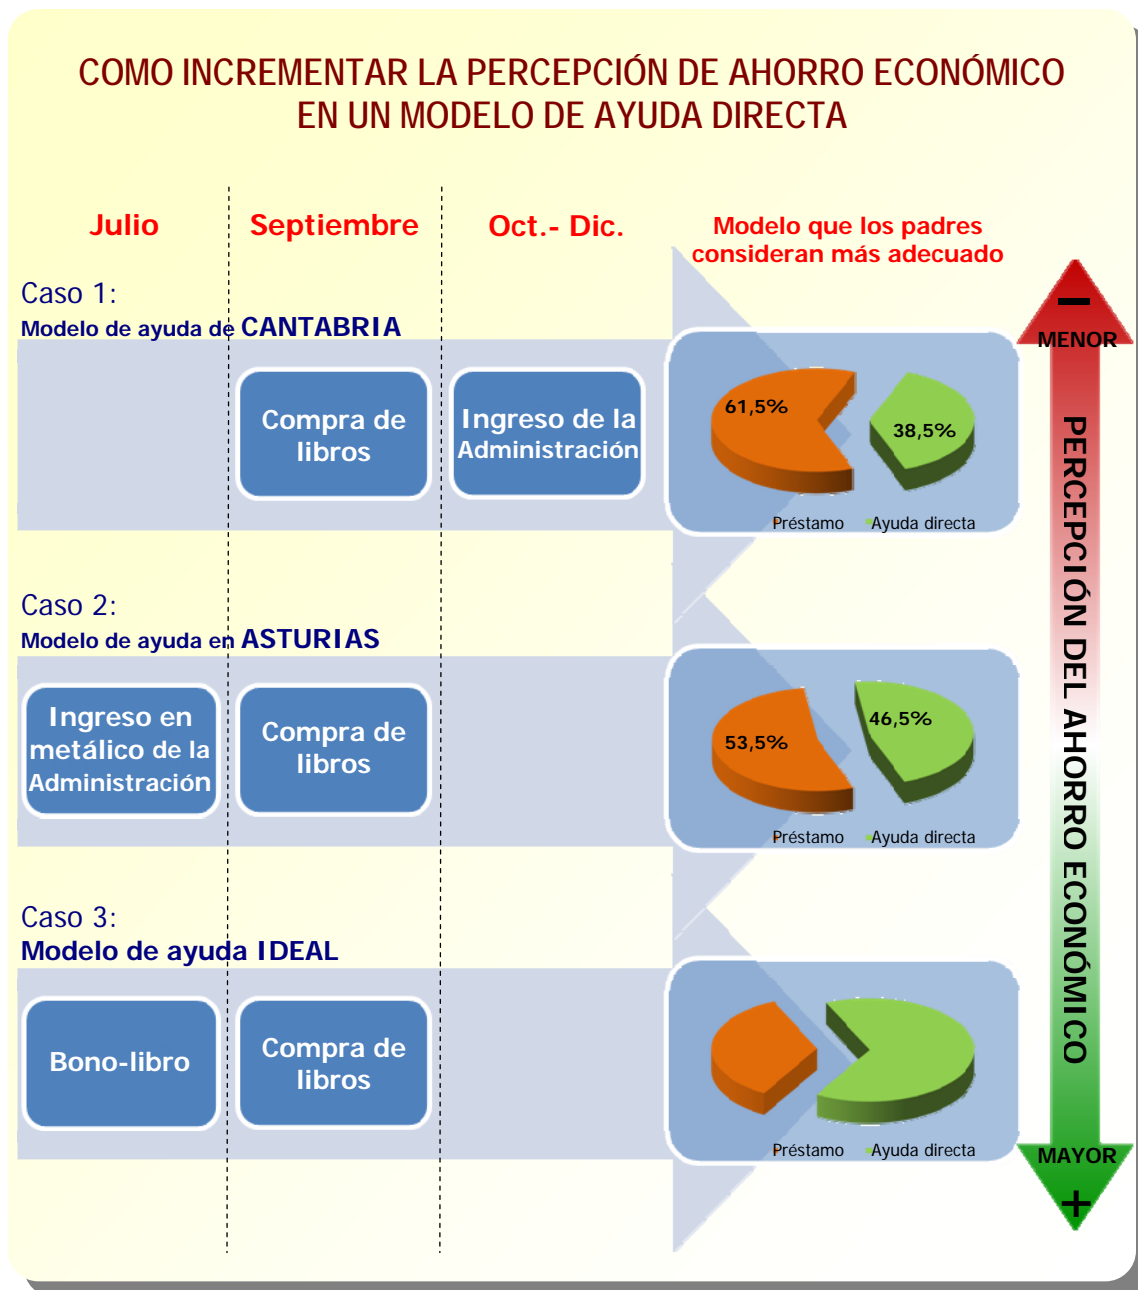 COMO INCREMENTAR LA PERCEPCIÓN DE AHORRO ECONÓMICO
EN UN MODELO DE AYUDA DIRECTA
Julio
Septiembre
Oct.- Dic.
Modelo que los padres
consideran más adecuado
Caso 1:
Modelo de ayuda de CANTABRIA
Compra de
libros
Ingreso de la
Administración
61,5%
38,5%
Préstamo
Ayuda directa
Caso 2:
Modelo de ayuda en ASTURIAS
Ingreso en
metálico de la
Administración
Compra de
libros
53,5%
46,5%
Préstamo
Ayuda directa
Caso 3:
Modelo de ayuda IDEAL
Bono-libro
Compra de
libros
Préstamo
Ayuda directa
–
MENOR
PERCEPCIÓN DEL AHORRO ECONÓMICO
MAYOR
+